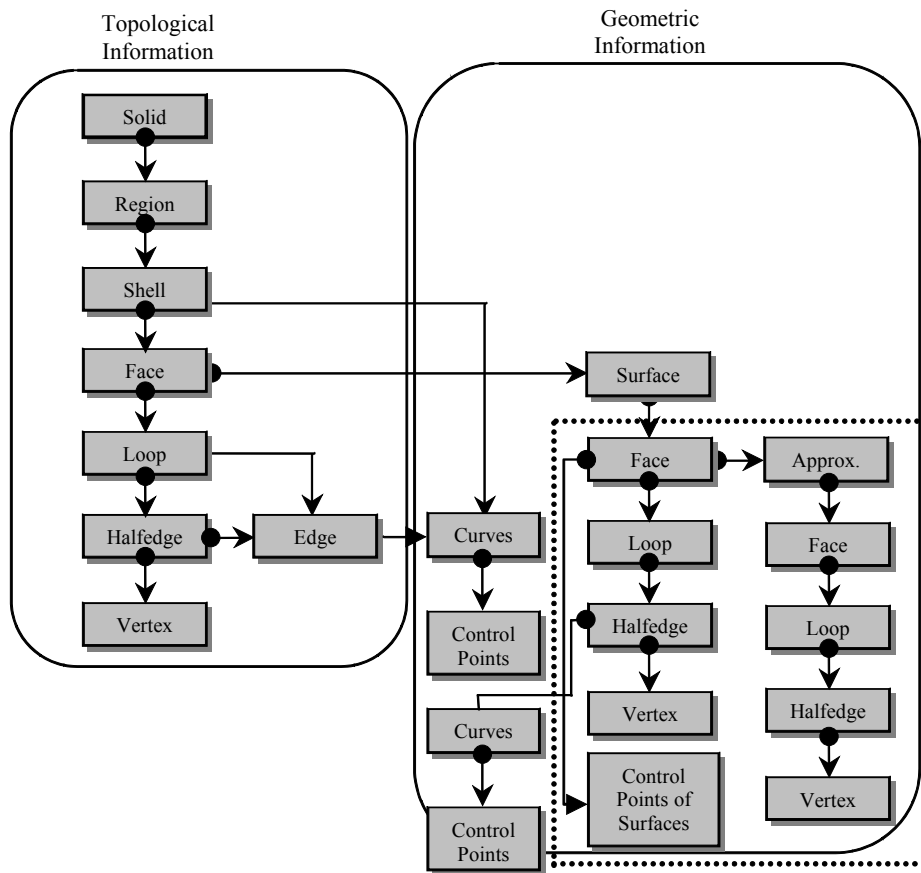 Topological
Information
Geometric
Information
Solid
Region
Shell
Face
Loop
Halfedge
Edge
Vertex
Curves
Control
Points
Curves
Control
Points
Surface
Face
Loop
Halfedge
Vertex
Control
Points of
Surfaces
Approx.
Face
Loop
Halfedge
Vertex